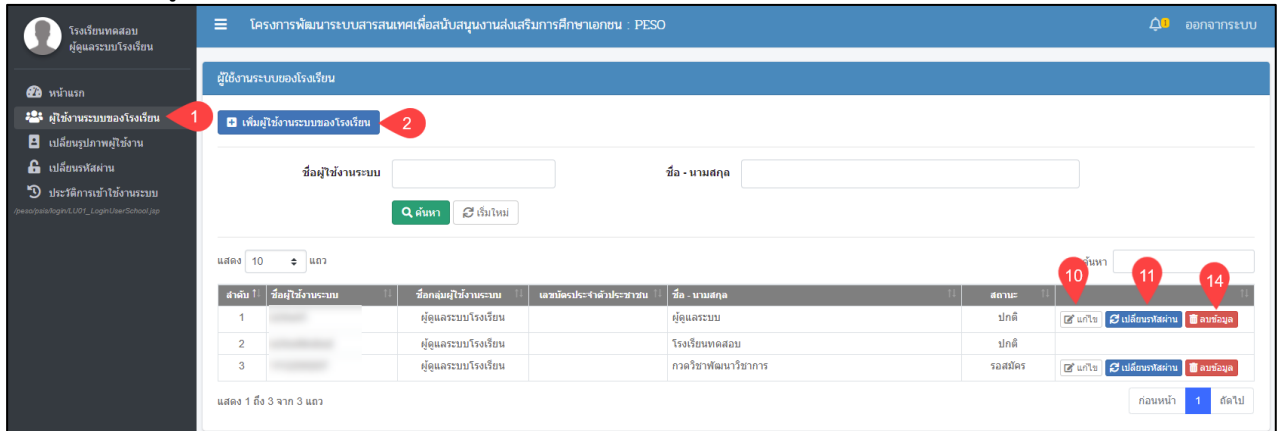 โรงเรียนทดสอบ
ผู้ดูแลระบบโรงเรียน
โครงการพัฒนาระบบสารสนเทศเพื่อสนับสนุนงานส่งเสริมการศึกษาเอกชน : PESO
ออกจากระบบ
หน้าแรก
ผู้ใช้งานระบบของโรงเรียน 1
เปลี่ยนรูปภาพผู้ใช้งาน
เปลี่ยนรหัสผ่าน
ประวัติการเข้าใช้งานระบบ
/peso/psis/login/LU01_LoginUserSchool.jsp
ผู้ใช้งานระบบของโรงเรียน
เพิ่มผู้ใช้งานระบบของโรงเรียน 2
ชื่อผู้ใช้งานระบบ ชื่อ - นามสกุล
ค้นหา เริ่มใหม่
แสดง 10 แถว ค้นหา
10 11 14
ลำดับ ชื่อผู้ใช้งานระบบ ชื่อกลุ่มผู้ใช้งานระบบ เลขบัตรประจำตัวประชาชน ชื่อ - นามสกุล สถานะ
1 ผู้ดูแลระบบโรงเรียน ผู้ดูแลระบบ ปกติ แก้ไข เปลี่ยนรหัสผ่าน ลบข้อมูล
2 ผู้ดูแลระบบโรงเรียน โรงเรียนทดสอบ ปกติ
3 ผู้ดูแลระบบโรงเรียน กวดวิชาพัฒนาวิชาการ รอสมัคร แก้ไข เปลี่ยนรหัสผ่าน ลบข้อมูล
แสดง 1 ถึง 3 จาก 3 แถว
ก่อนหน้า 1 ถัดไป